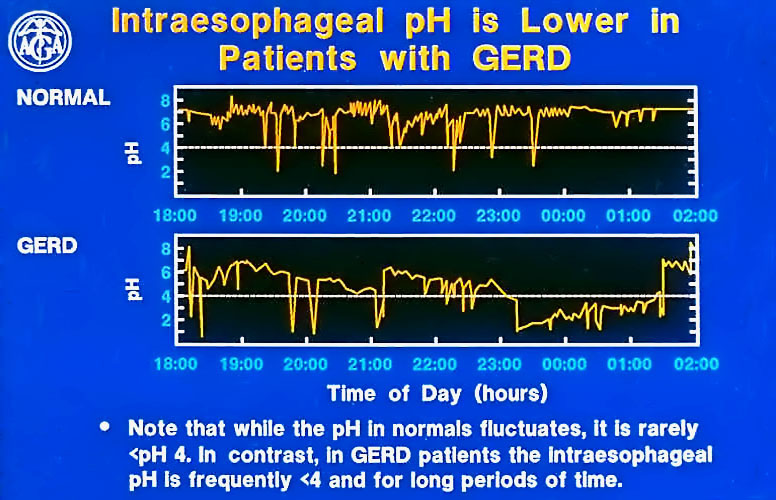 AGA
Intraesophageal pH is Lower in
Patients with GERD
NORMAL
pH
8
6
4
2
18:00 19:00 20:00 21:00 22:00 23:00 00:00 01:00 02:00
GERD
pH
8
6
4
2
18:00 19:00 20:00 21:00 22:00 23:00 00:00 01:00 02:00
Time of Day (hours)
• Note that while the pH in normals fluctuates, it is rarely
<pH 4. In contrast, in GERD patients the intraesophageal
pH is frequently <4 and for long periods of time.